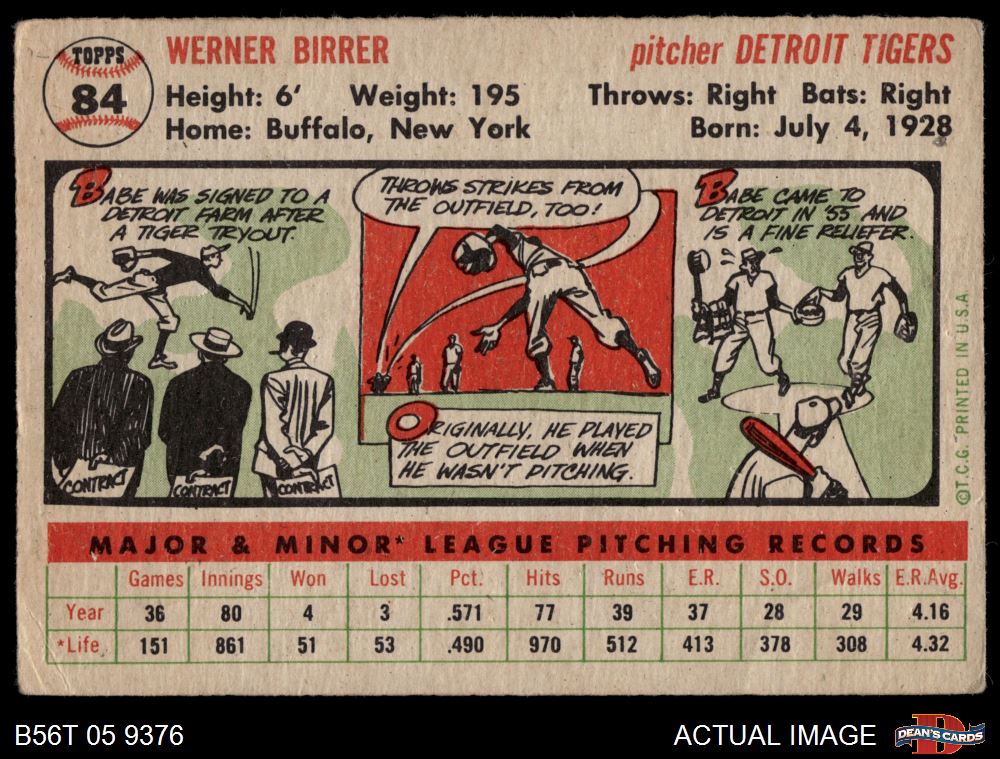 TOPPS
84
WERNER BIRRER
pitcher DETROIT TIGERS
Height: 6' Weight: 195 Throws: Right Bats: Right
Home: Buffalo, New York Born: July 4, 1928
BABE WAS SIGNED TO A
DETROIT FARM AFTER
A TIGER TRYOUT.
CONTRACT
CONTRACT
CONTRACT
THROWS STRIKES FROM
THE OUTFIELD, TOO!
ORIGINALLY, HE PLAYED
THE OUTFIELD WHEN
HE WASN'T PITCHING.
BABE CAME TO
DETROIT IN '55 AND
IS A FINE RELIEFER.
©T.C.G. PRINTED IN U.S.A.
MAJOR & MINOR* LEAGUE PITCHING RECORDS
Games Innings Won Lost Pct. Hits Runs E.R. S.O. Walks E.R.Avg.
Year 36 80 4 3 .571 77 39 37 28 29 4.16
*Life 151 861 51 53 .490 970 512 413 378 308 4.32
B56T 05 9376
ACTUAL IMAGE
DEAN'S CARDS